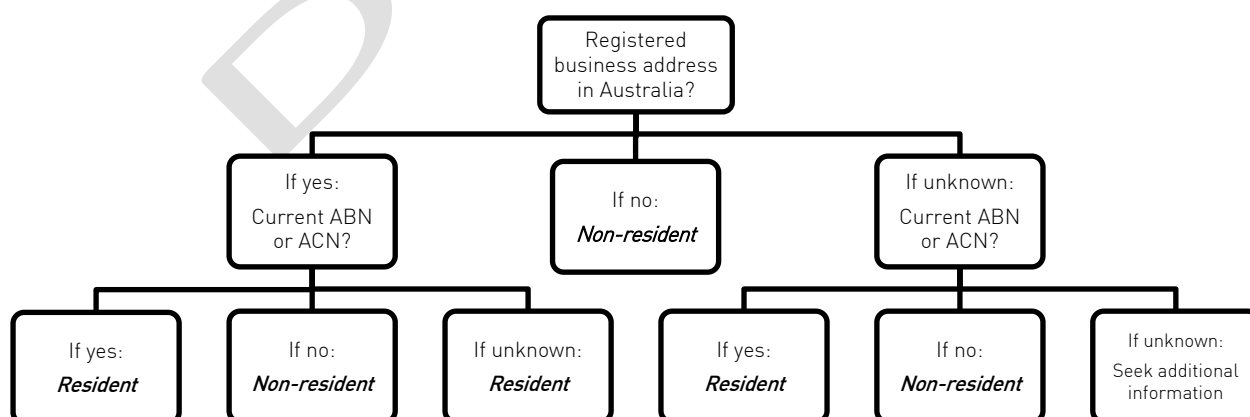 Registered
business address
in Australia?
If yes:
Current ABN
or ACN?
If no:
Non-resident
If unknown:
Current ABN
or ACN?
If yes:
Resident
If no:
Non-resident
If unknown:
Resident
If yes:
Resident
If no:
Non-resident
If unknown:
Seek additional
information